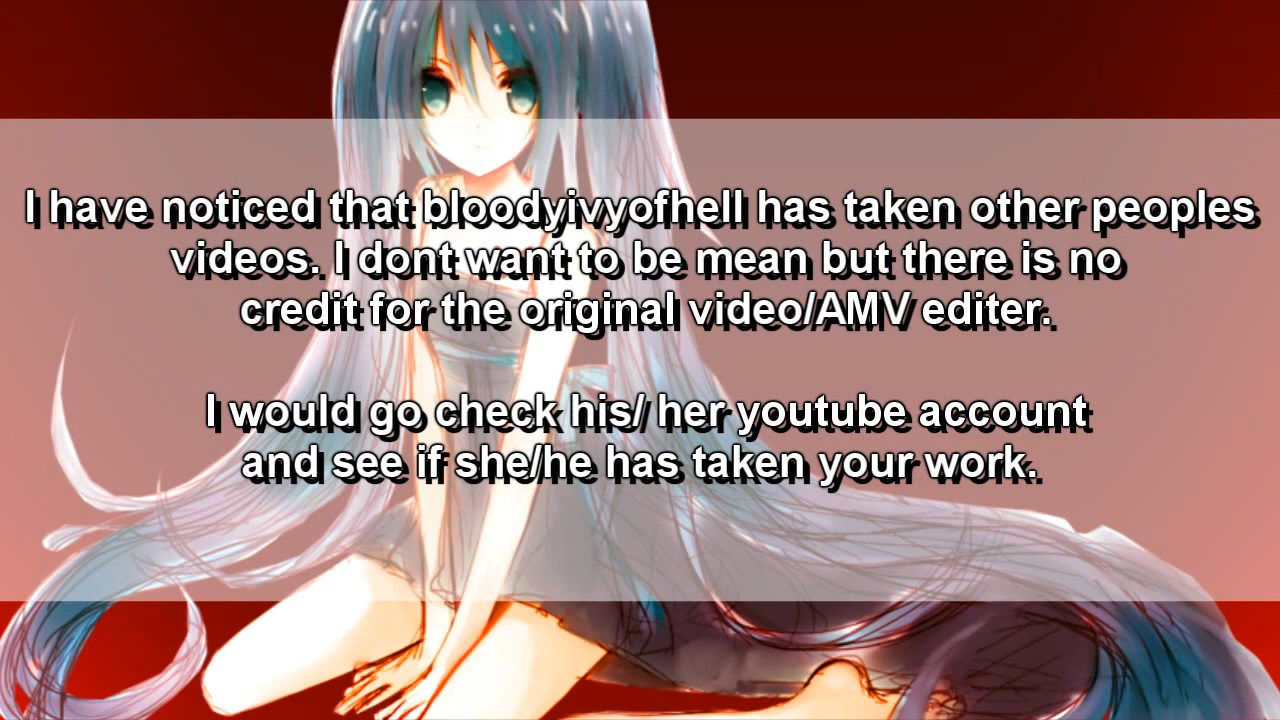 I have noticed that bloodyivyofhell has taken other peoples
videos. I dont want to be mean but there is no
credit for the original video/AMV editer.
I would go check his/ her youtube account
and see if she/he has taken your work.